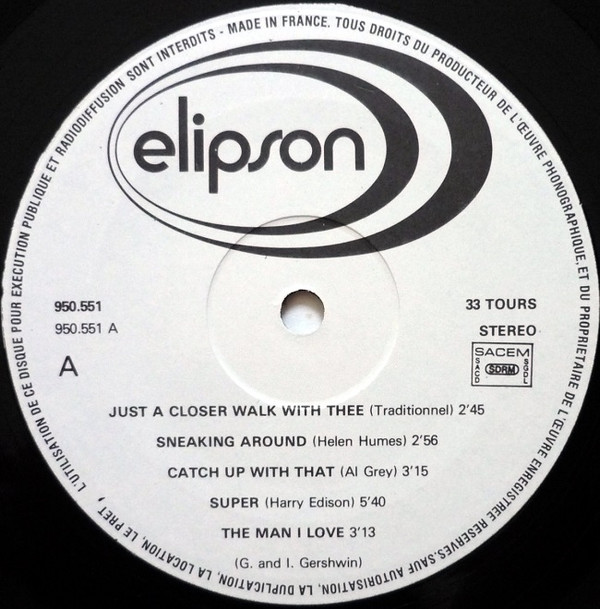 TOUS DROITS DU PRODUCTEUR DE L'ŒUVRE PHONOGRAPHIQUE, ET DU PROPRIETAIRE DE L'ŒUVRE ENREGISTREE RESERVES. SAUF AUTORISATION, LA DUPLICATION, LA LOCATION, LE PRET, L'UTILISATION DE CE DISQUE POUR EXECUTION PUBLIQUE ET RADIODIFFUSION SONT INTERDITS - MADE IN FRANCE.
elipson
950.551
33 TOURS
950.551 A
STEREO
A
SACEM
SACD
SDRM
SGDL
JUST A CLOSER WALK WITH THEE (Traditionnel) 2'45
SNEAKING AROUND (Helen Humes) 2'56
CATCH UP WITH THAT (Al Grey) 3'15
SUPER (Harry Edison) 5'40
THE MAN I LOVE 3'13
(G. and I. Gershwin)